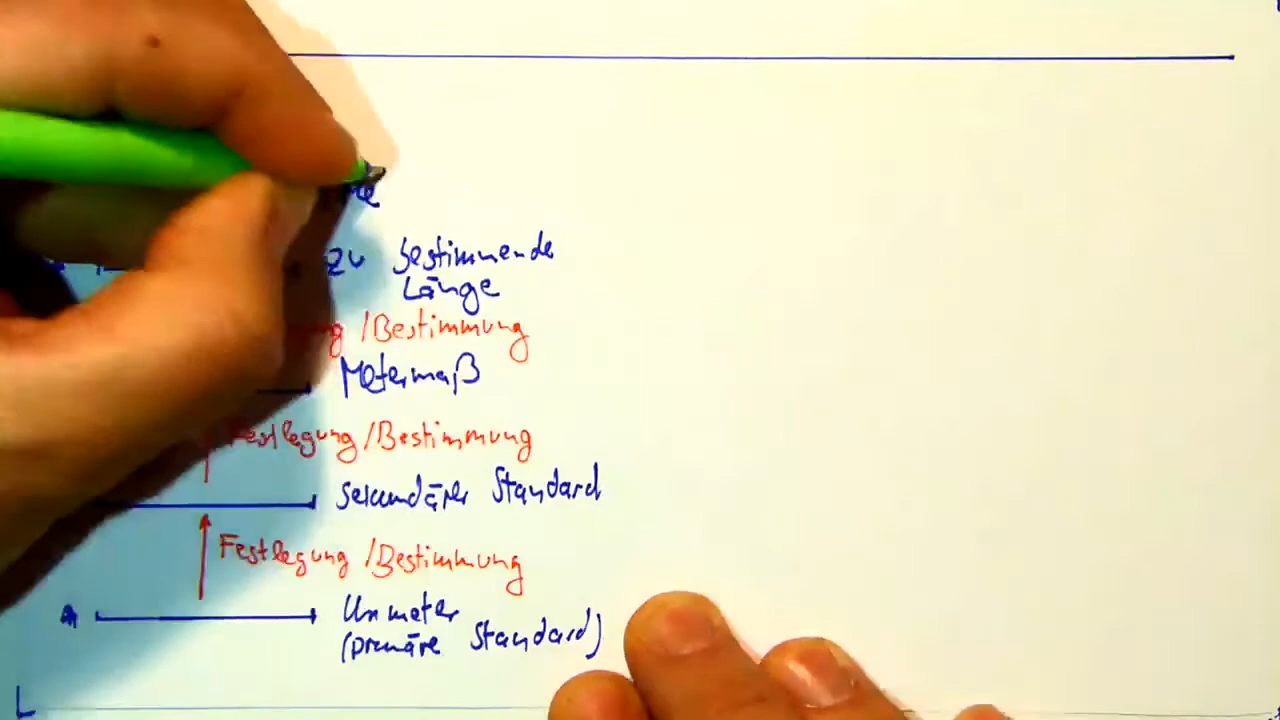 zu bestimmende
Länge
/Bestimmung
Metermaß
Festlegung /Bestimmung
sekundärer Standard
Festlegung /Bestimmung
Urmeter
(primäre Standard)